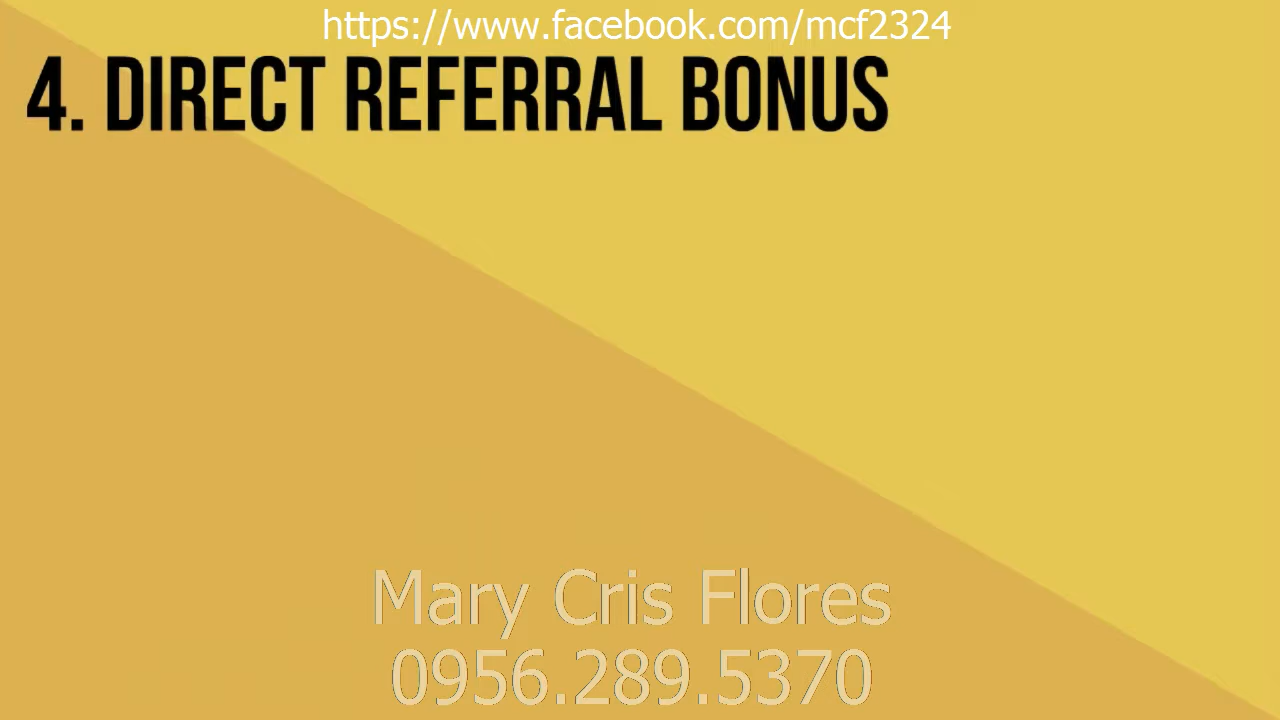 https://www.facebook.com/mcf2324
4. DIRECT REFERRAL BONUS
Mary Cris Flores
0956.289.5370